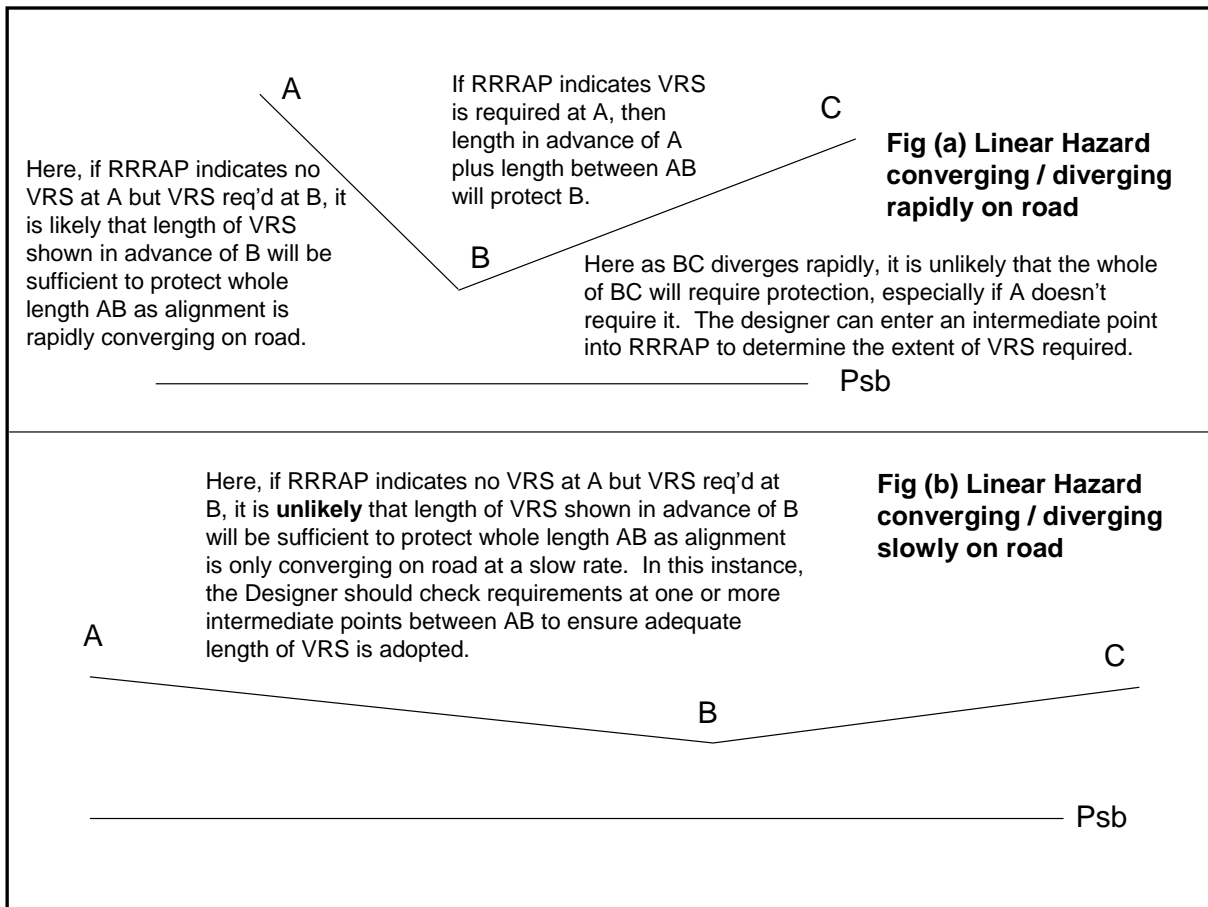 A
If RRRAP indicates VRS
is required at A, then
length in advance of A
plus length between AB
will protect B.
C
Fig (a) Linear Hazard
converging / diverging
rapidly on road
Here, if RRRAP indicates no
VRS at A but VRS req'd at B, it
is likely that length of VRS
shown in advance of B will be
sufficient to protect whole
length AB as alignment is
rapidly converging on road.
B
Here as BC diverges rapidly, it is unlikely that the whole
of BC will require protection, especially if A doesn't
require it. The designer can enter an intermediate point
into RRRAP to determine the extent of VRS required.
Psb
Here, if RRRAP indicates no VRS at A but VRS req'd at
B, it is unlikely that length of VRS shown in advance of B
will be sufficient to protect whole length AB as alignment
is only converging on road at a slow rate. In this instance,
the Designer should check requirements at one or more
intermediate points between AB to ensure adequate
length of VRS is adopted.
Fig (b) Linear Hazard
converging / diverging
slowly on road
A
B
C
Psb